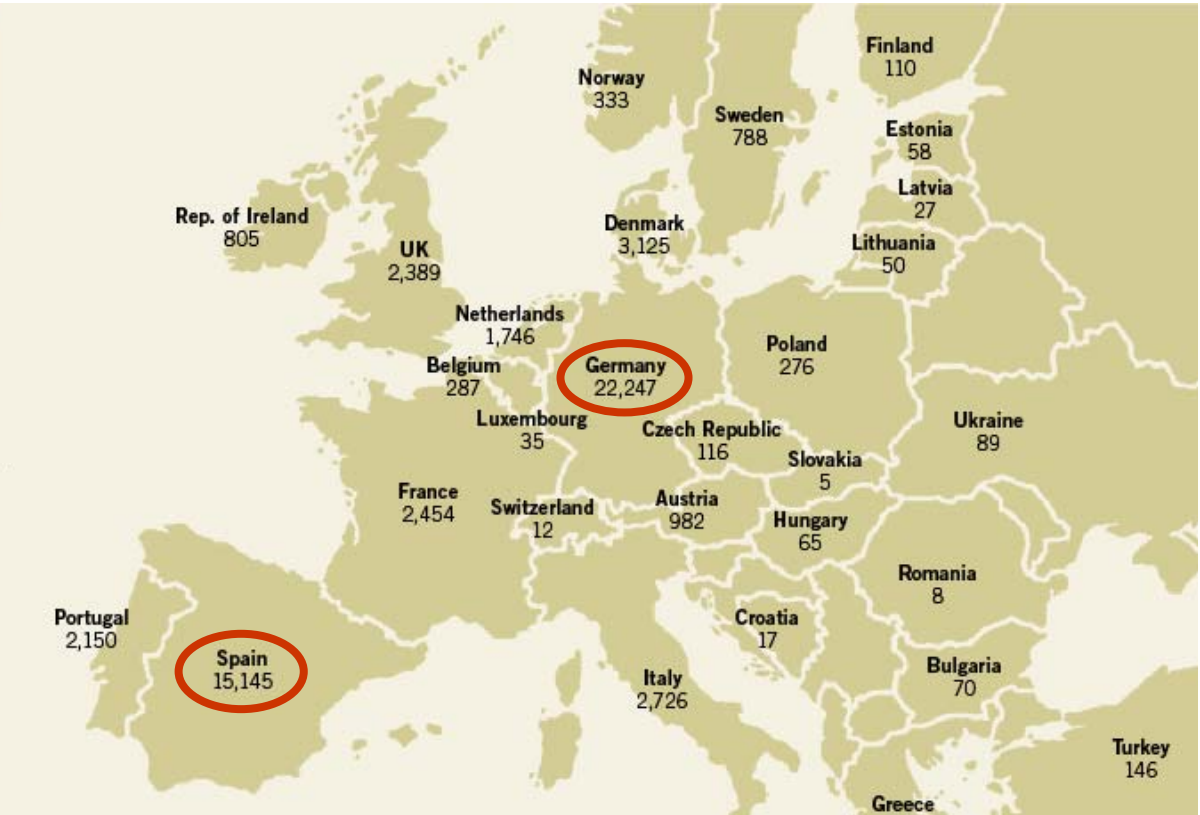 Finland
110
Norway
333
Sweden
788
Estonia
58
Latvia
27
Rep. of Ireland
805
Denmark
3,125
Lithuania
50
UK
2,389
Netherlands
1,746
Poland
276
Belgium
287
Germany
22,247
Luxembourg
35
Czech Republic
116
Ukraine
89
Slovakia
5
France
2,454
Switzerland
12
Austria
982
Hungary
65
Romania
8
Portugal
2,150
Croatia
17
Spain
15,145
Italy
2,726
Bulgaria
70
Turkey
146
Greece